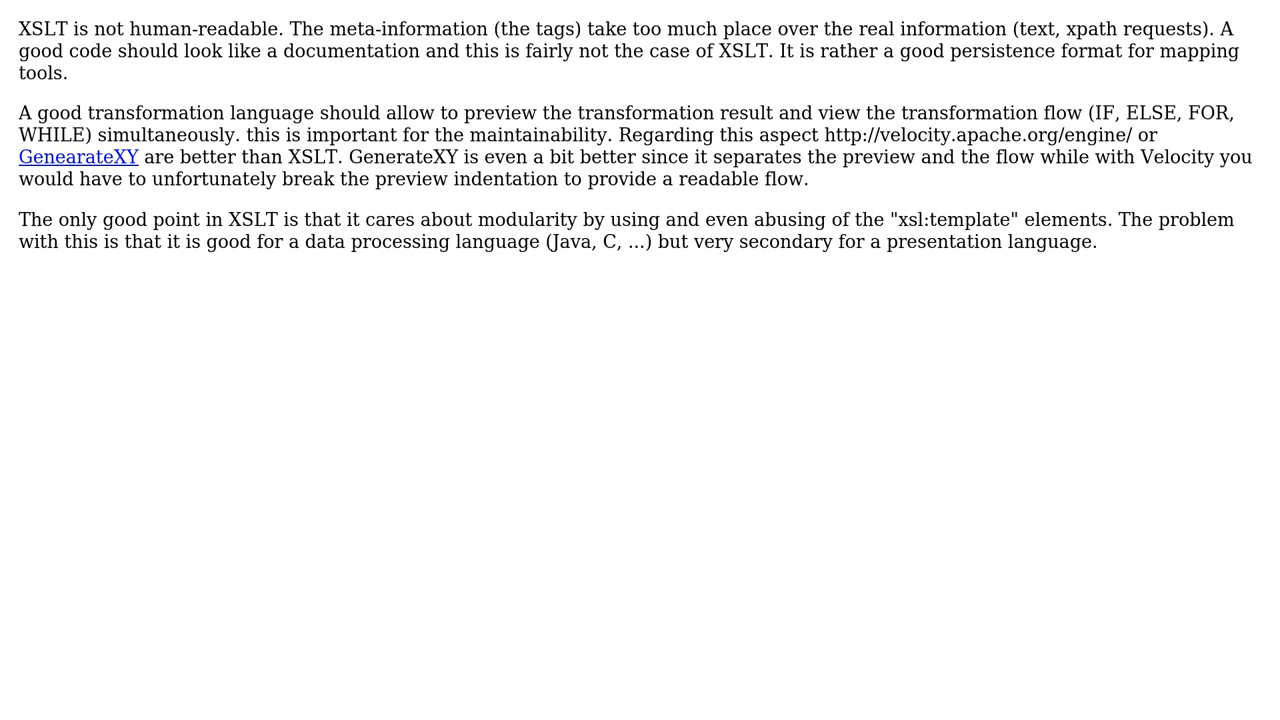 XSLT is not human-readable. The meta-information (the tags) take too much place over the real information (text, xpath requests). A
good code should look like a documentation and this is fairly not the case of XSLT. It is rather a good persistence format for mapping
tools.
A good transformation language should allow to preview the transformation result and view the transformation flow (IF, ELSE, FOR,
WHILE) simultaneously. this is important for the maintainability. Regarding this aspect http://velocity.apache.org/engine/ or
GenearateXY are better than XSLT. GenerateXY is even a bit better since it separates the preview and the flow while with Velocity you
would have to unfortunately break the preview indentation to provide a readable flow.
The only good point in XSLT is that it cares about modularity by using and even abusing of the "xsl:template" elements. The problem
with this is that it is good for a data processing language (Java, C, ...) but very secondary for a presentation language.